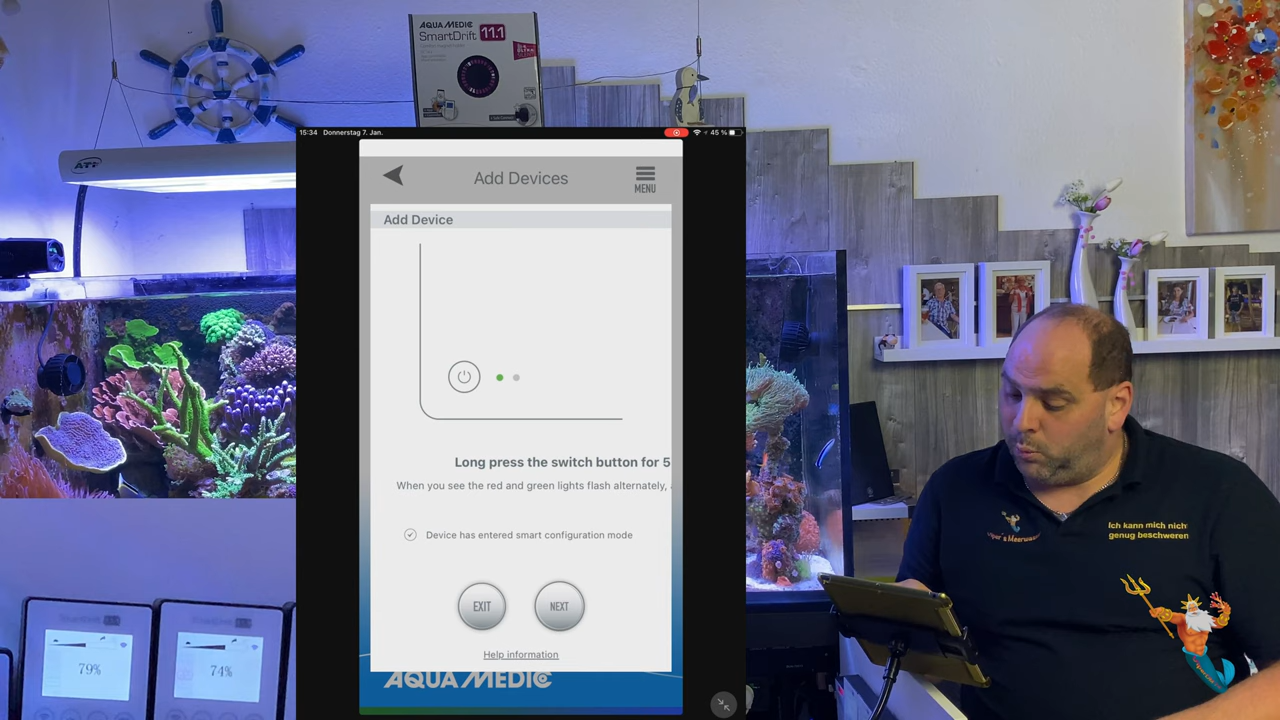 AQUA MEDIC
SmartDrift 11.1
ATI
15:34 Donnerstag 7. Jan.
45 %
Add Devices
MENU
Add Device
Long press the switch button for 5
When you see the red and green lights flash alternately,
Device has entered smart configuration mode
EXIT
NEXT
Help information
AQUA MEDIC
Ich kann mich nicht
genug beschweren
79%
74%